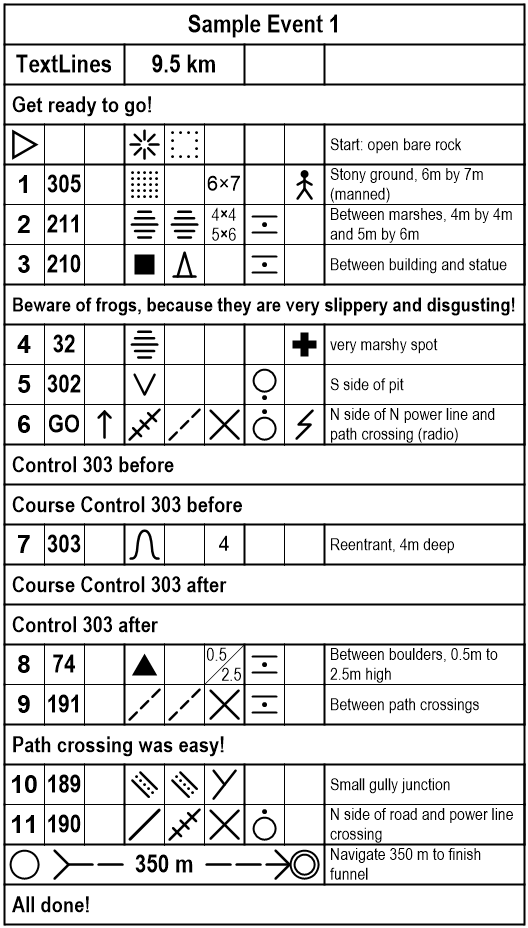 Sample Event 1
TextLines 9.5 km
Get ready to go!
Start: open bare rock
1 305 6×7 Stony ground, 6m by 7m
(manned)
2 211 4×4 Between marshes, 4m by 4m
5×6 and 5m by 6m
3 210 Between building and statue
Beware of frogs, because they are very slippery and disgusting!
4 32 very marshy spot
5 302 S side of pit
6 GO N side of N power line and
path crossing (radio)
Control 303 before
Course Control 303 before
7 303 4 Reentrant, 4m deep
Course Control 303 after
Control 303 after
8 74 0.5/2.5 Between boulders, 0.5m to
2.5m high
9 191 Between path crossings
Path crossing was easy!
10 189 Small gully junction
11 190 N side of road and power line
crossing
350 m Navigate 350 m to finish
funnel
All done!